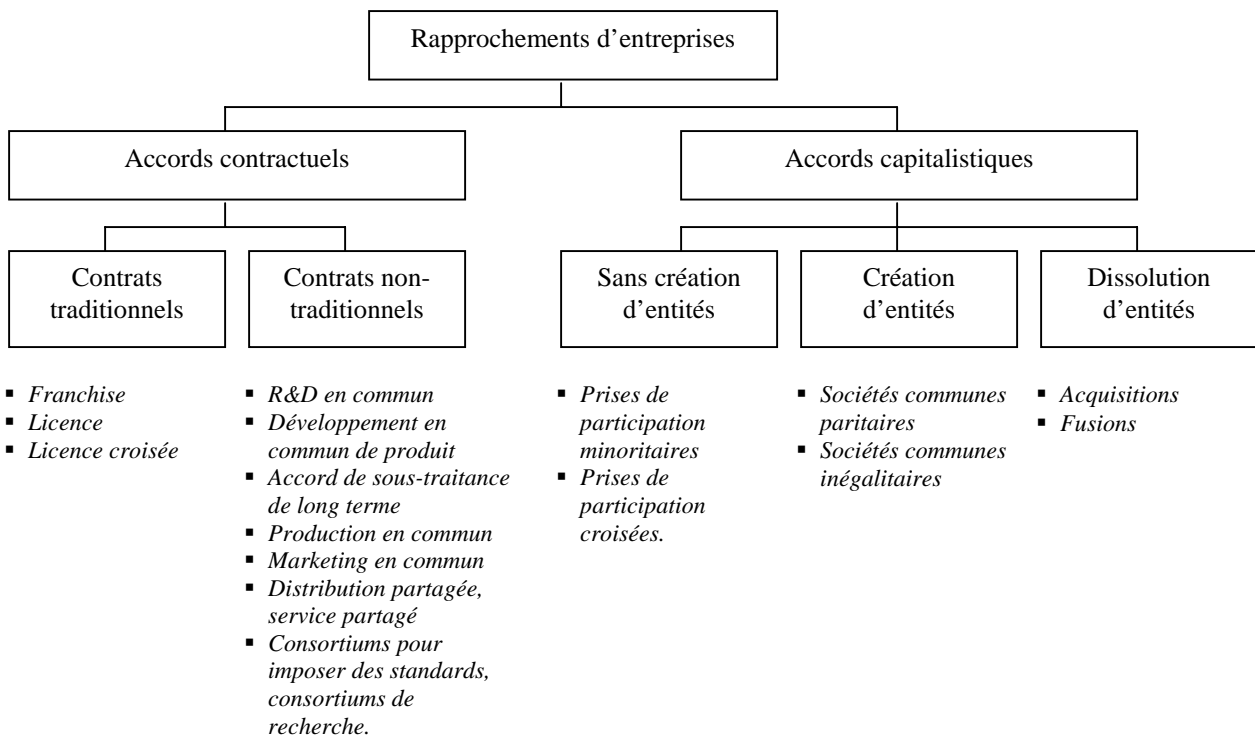 Rapprochements d’entreprises
Accords contractuels
Accords capitalistiques
Contrats
traditionnels
Contrats non-
traditionnels
Sans création
d’entités
Création
d’entités
Dissolution
d’entités
▪ Franchise
▪ Licence
▪ Licence croisée
▪ R&D en commun
▪ Développement en
commun de produit
▪ Accord de sous-traitance
de long terme
▪ Production en commun
▪ Marketing en commun
▪ Distribution partagée,
service partagé
▪ Consortiums pour
imposer des standards,
consortiums de
recherche.
▪ Prises de
participation
minoritaires
▪ Prises de
participation
croisées.
▪ Sociétés communes
paritaires
▪ Sociétés communes
inégalitaires
▪ Acquisitions
▪ Fusions